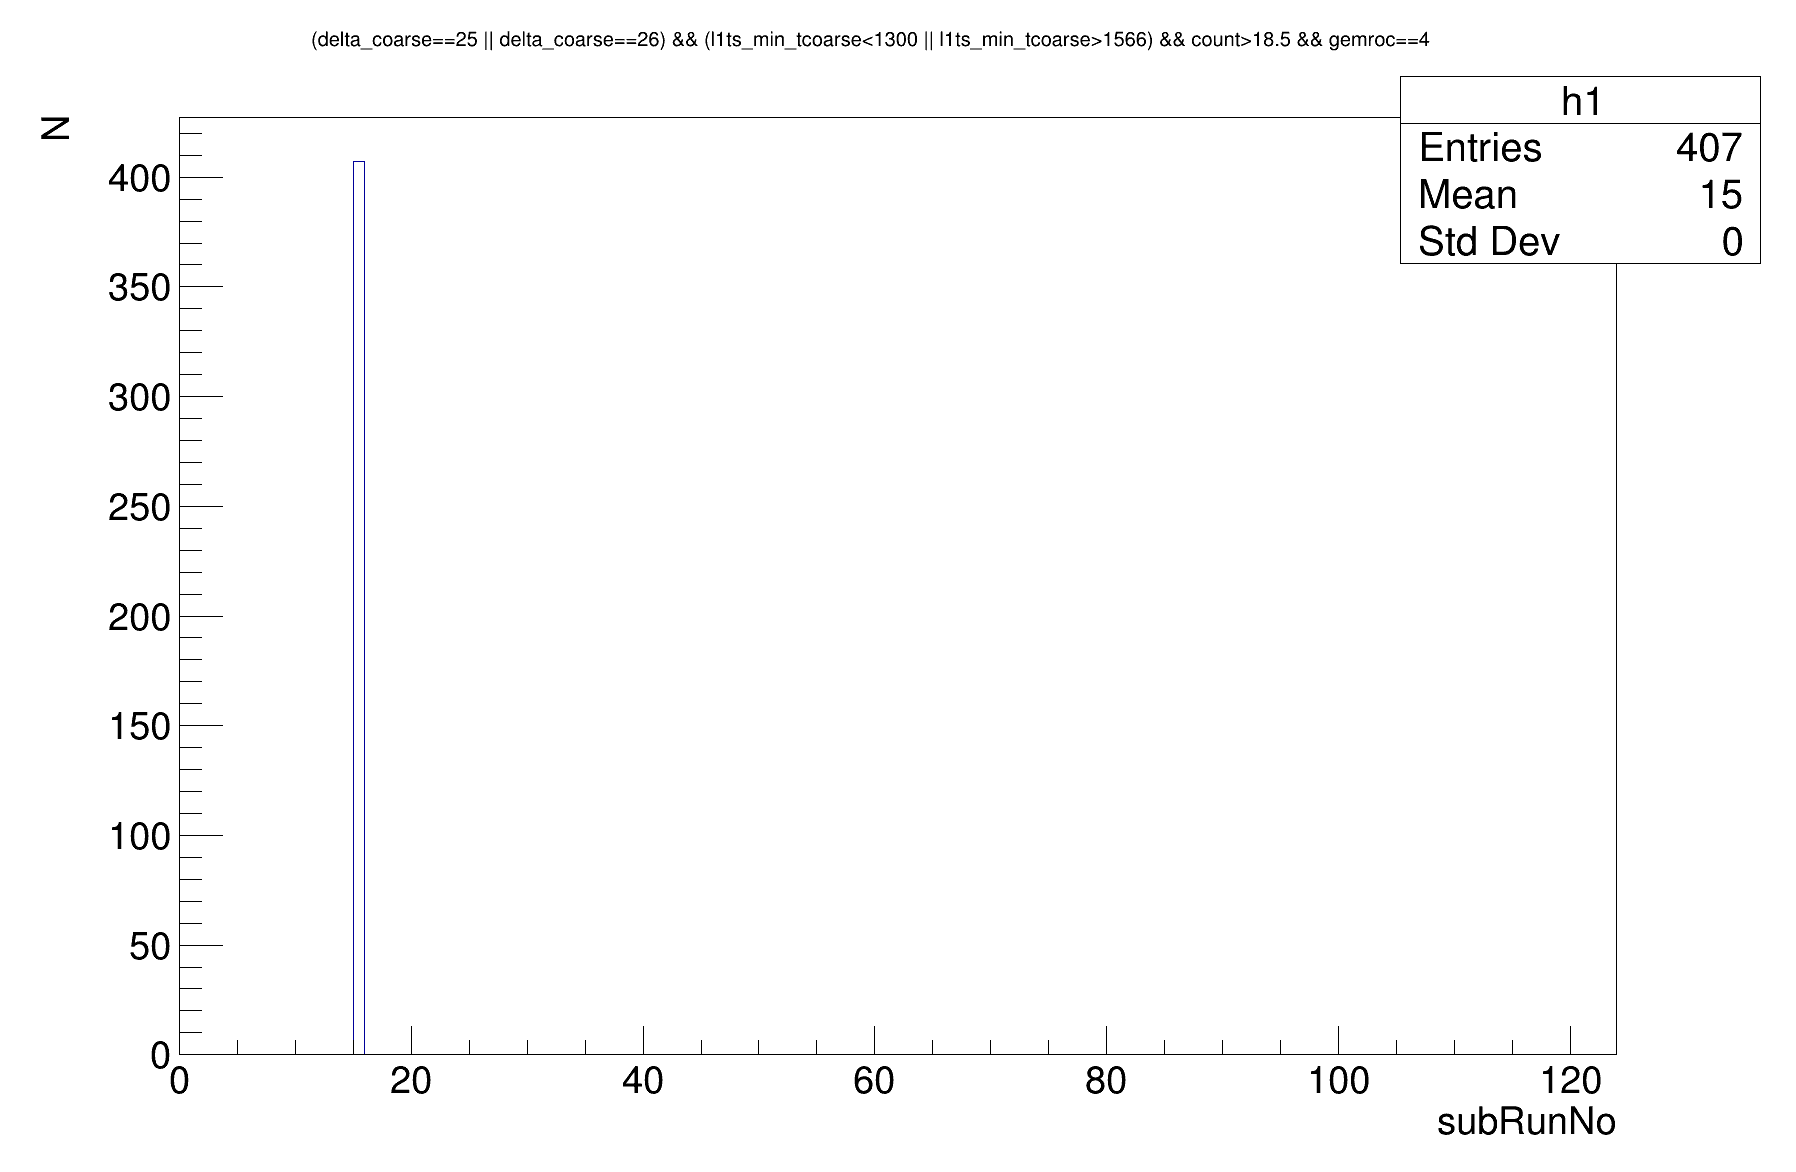 (delta_coarse==25 || delta_coarse==26) && (l1ts_min_tcoarse<1300 || l1ts_min_tcoarse>1566) && count>18.5 && gemroc==4
h1
Entries 407
Mean 15
Std Dev 0
N
400
350
300
250
200
150
100
50
0
0 20 40 60 80 100 120
subRunNo